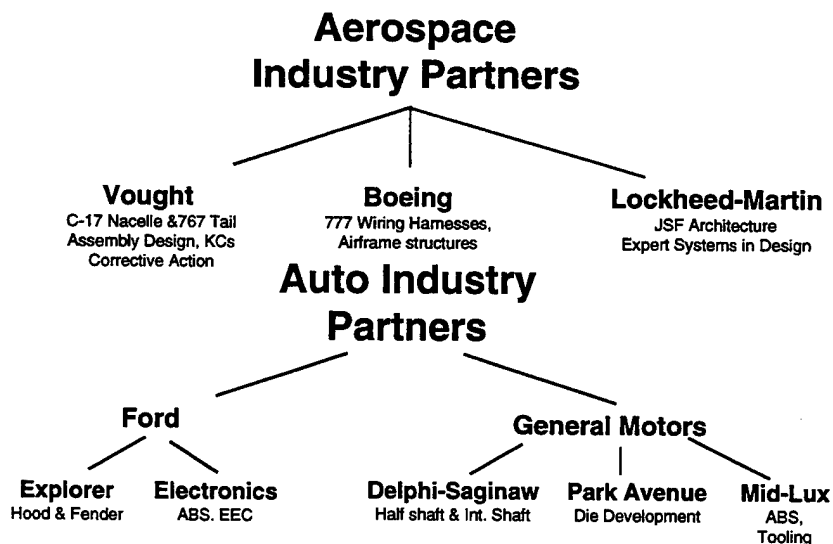 Aerospace
Industry Partners
Vought
C-17 Nacelle &767 Tail
Assembly Design, KCs
Corrective Action
Boeing
777 Wiring Harnesses,
Airframe structures
Lockheed-Martin
JSF Architecture
Expert Systems in Design
Auto Industry
Partners
Ford
General Motors
Explorer
Hood & Fender
Electronics
ABS. EEC
Delphi-Saginaw
Half shaft & Int. Shaft
Park Avenue
Die Development
Mid-Lux
ABS,
Tooling